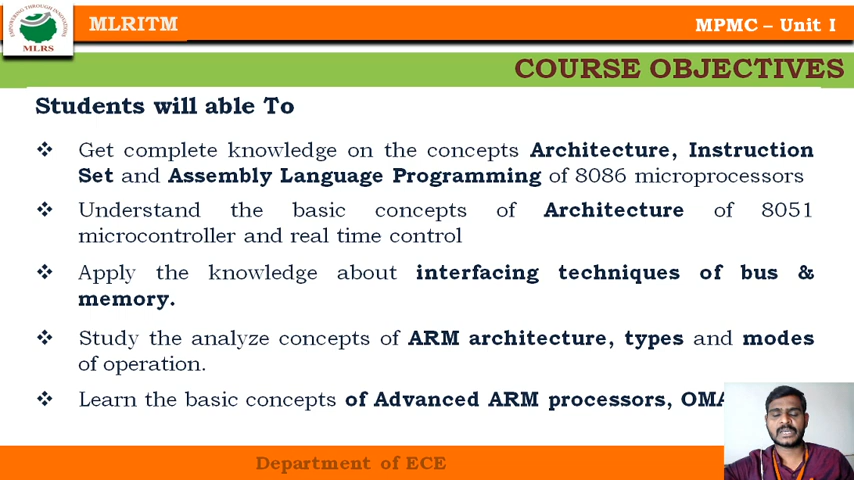 EMPOWERMENT THROUGH INNOVATION
MLRS
MLRITM
MPMC – Unit I
COURSE OBJECTIVES
Students will able To
❖ Get complete knowledge on the concepts Architecture, Instruction
Set and Assembly Language Programming of 8086 microprocessors
❖ Understand the basic concepts of Architecture of 8051
microcontroller and real time control
❖ Apply the knowledge about interfacing techniques of bus &
memory.
❖ Study the analyze concepts of ARM architecture, types and modes
of operation.
❖ Learn the basic concepts of Advanced ARM processors,
Department of ECE